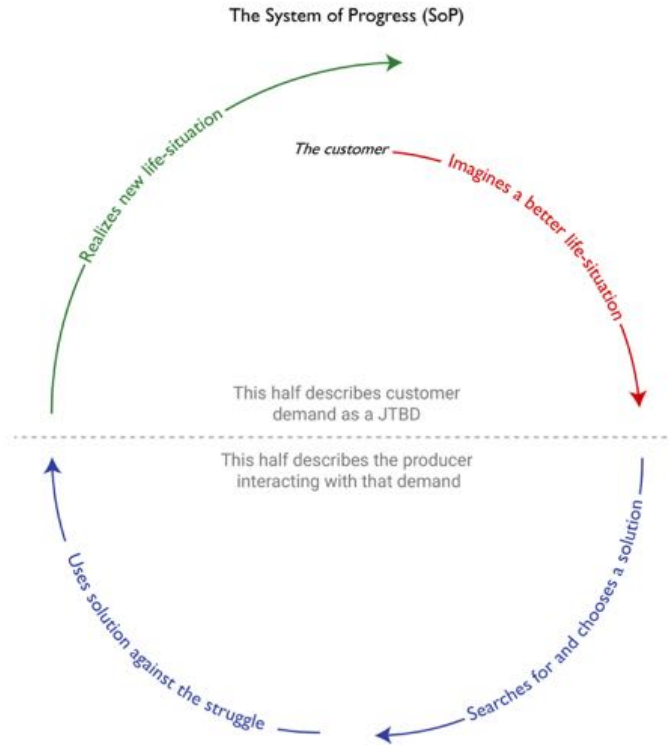 The System of Progress (SoP)
The customer
Imagines a better life-situation
This half describes customer
demand as a JTBD
This half describes the producer
interacting with that demand
Searches for and chooses a solution
Uses solution against the struggle
Realizes new life-situation